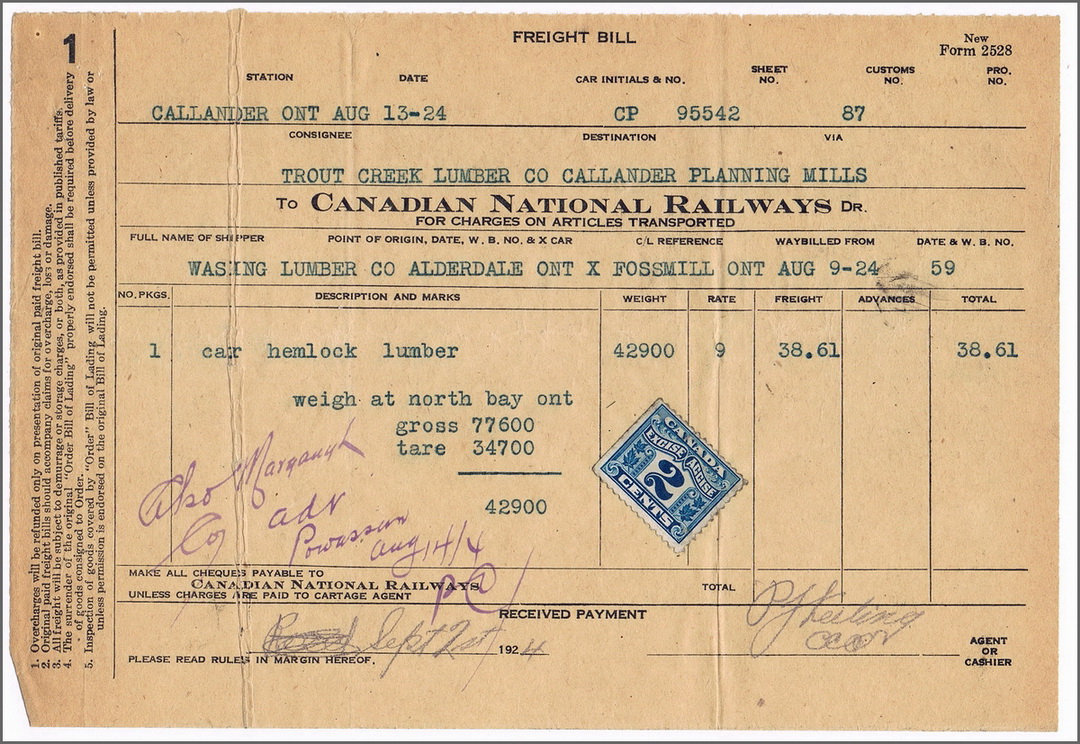 1
FREIGHT BILL
New
Form 2528
STATION DATE CAR INITIALS & NO. SHEET NO. CUSTOMS NO. PRO. NO.
CALLANDER ONT AUG 13-24 CP 95542 87
CONSIGNEE DESTINATION VIA
TROUT CREEK LUMBER CO CALLANDER PLANNING MILLS
TO CANADIAN NATIONAL RAILWAYS DR.
FOR CHARGES ON ARTICLES TRANSPORTED
FULL NAME OF SHIPPER POINT OF ORIGIN, DATE, W. B. NO. & X CAR C/L REFERENCE WAYBILLED FROM DATE & W. B. NO.
WASING LUMBER CO ALDERDALE ONT X FOSSMILL ONT AUG 9-24 59
NO. PKGS. DESCRIPTION AND MARKS WEIGHT RATE FREIGHT ADVANCES TOTAL
1 car hemlock lumber 42900 9 38.61 38.61
weigh at north bay ont
gross 77600
tare 34700
42900
CANADA
EXCISE ACCISE
2
CENTS
adv
Powassan
Aug 14/4
MAKE ALL CHEQUES PAYABLE TO
CANADIAN NATIONAL RAILWAYS
UNLESS CHARGES ARE PAID TO CARTAGE AGENT
TOTAL
RECEIVED PAYMENT
Sept 2st 1924
AGENT
OR
CASHIER
PLEASE READ RULES IN MARGIN HEREOF.
1. Overcharges will be refunded only on presentation of original paid freight bill.
2. Original paid freight bills should accompany claims for overcharge, loss or damage.
3. All freight will be subject to demurrage or storage charges, or both, as provided in published tariffs.
4. The surrender of the original "Order Bill of Lading" properly endorsed shall be required before delivery
of goods consigned to Order.
5. Inspection of goods covered by "Order" Bill of Lading will not be permitted unless provided by law or
unless permission is endorsed on the original Bill of Lading.